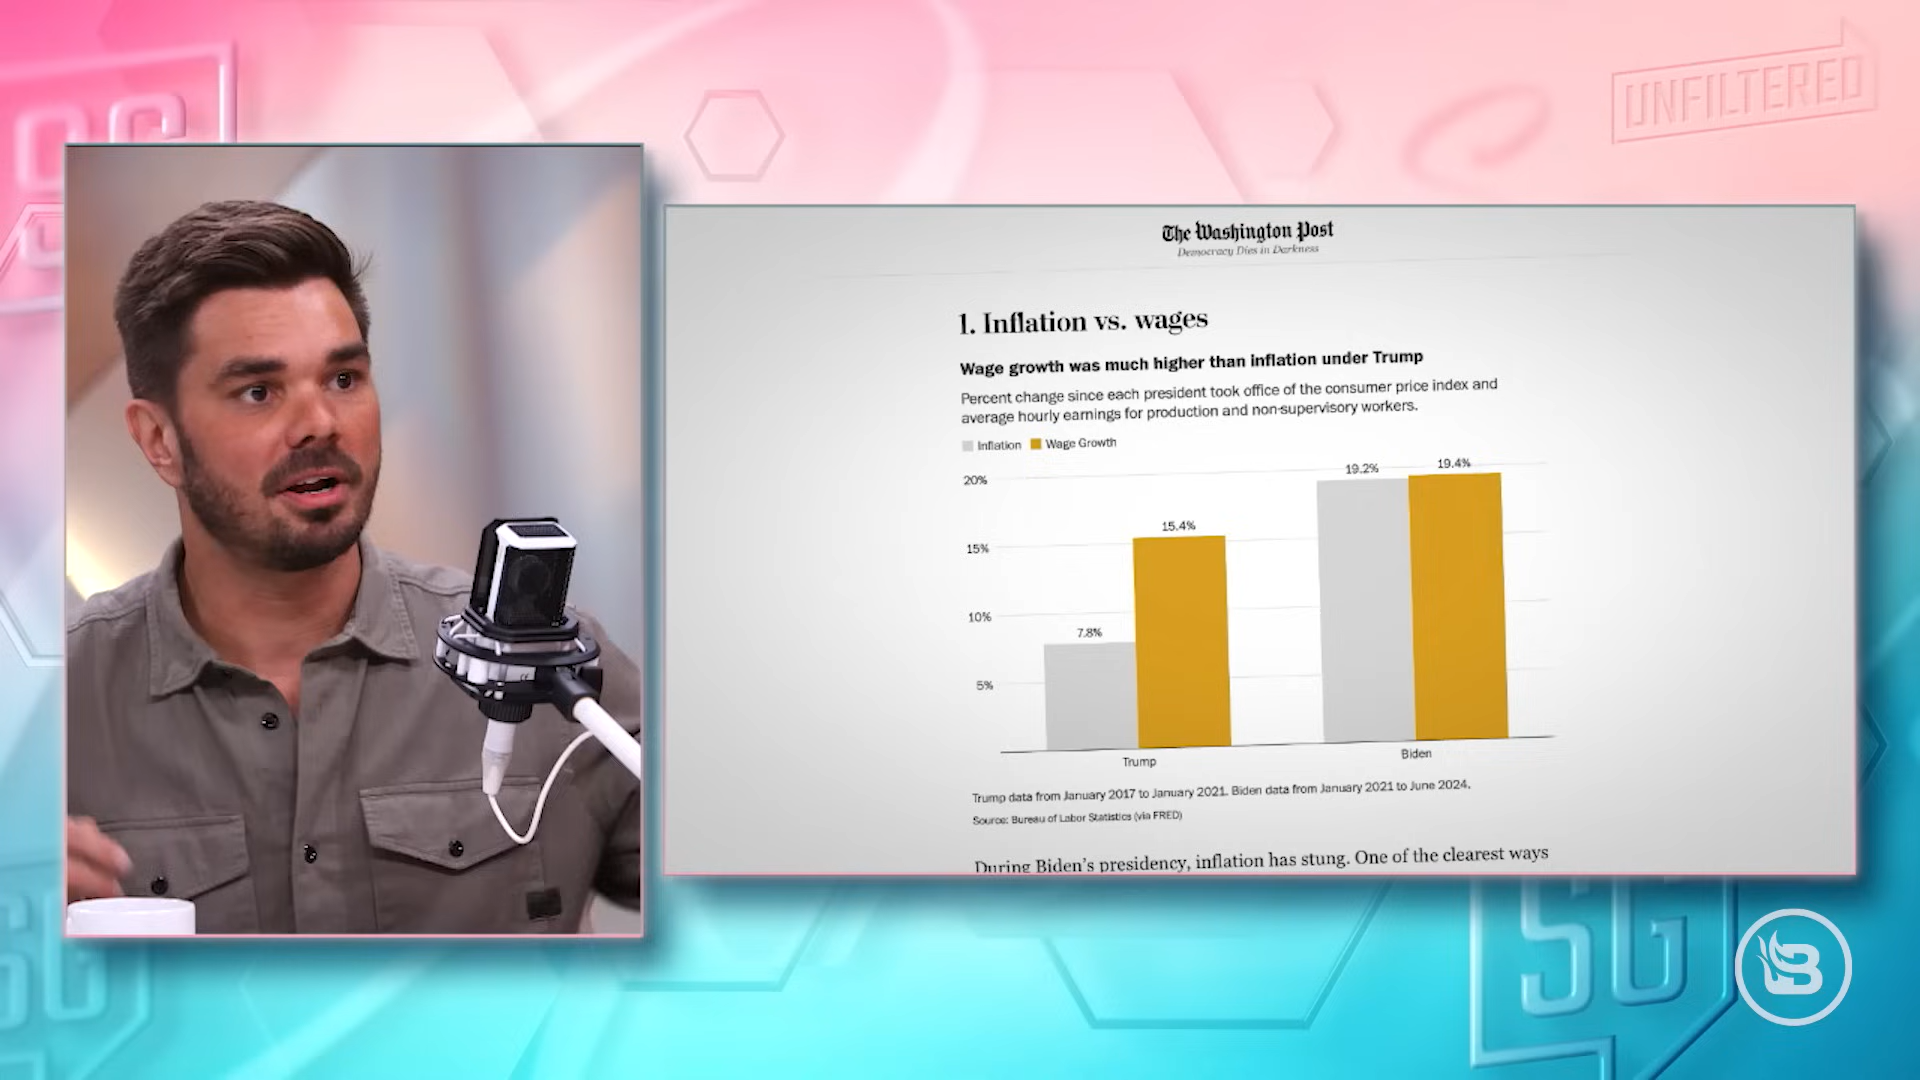 SG
UNFILTERED
The Washington Post
Democracy Dies in Darkness
1. Inflation vs. wages
Wage growth was much higher than inflation under Trump
Percent change since each president took office of the consumer price index and
average hourly earnings for production and non-supervisory workers.
Inflation Wage Growth
20%
15%
10%
5%
7.8%
15.4%
19.2%
19.4%
Trump
Biden
Trump data from January 2017 to January 2021. Biden data from January 2021 to June 2024.
Source: Bureau of Labor Statistics (via FRED)
During Biden's presidency, inflation has stung. One of the clearest ways
SG
SG
B